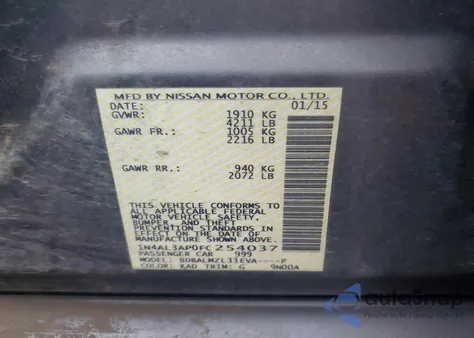 MFD BY NISSAN MOTOR CO., LTD.
DATE: 01/15
GVWR: 1910 KG
4211 LB
GAWR FR.: 1005 KG
2216 LB
GAWR RR.: 940 KG
2072 LB
THIS VEHICLE CONFORMS TO
ALL APPLICABLE FEDERAL
MOTOR VEHICLE SAFETY,
BUMPER AND THEFT
PREVENTION STANDARDS
IN EFFECT ON THE DATE OF
MANUFACTURE SHOWN ABOVE.
1N4AL3AP0FC254037
PASSENGER CAR 999
MODEL: BDBALMZL33EVA----P
COLOR: KAD TRIM: G 9N00A
AutoSnap